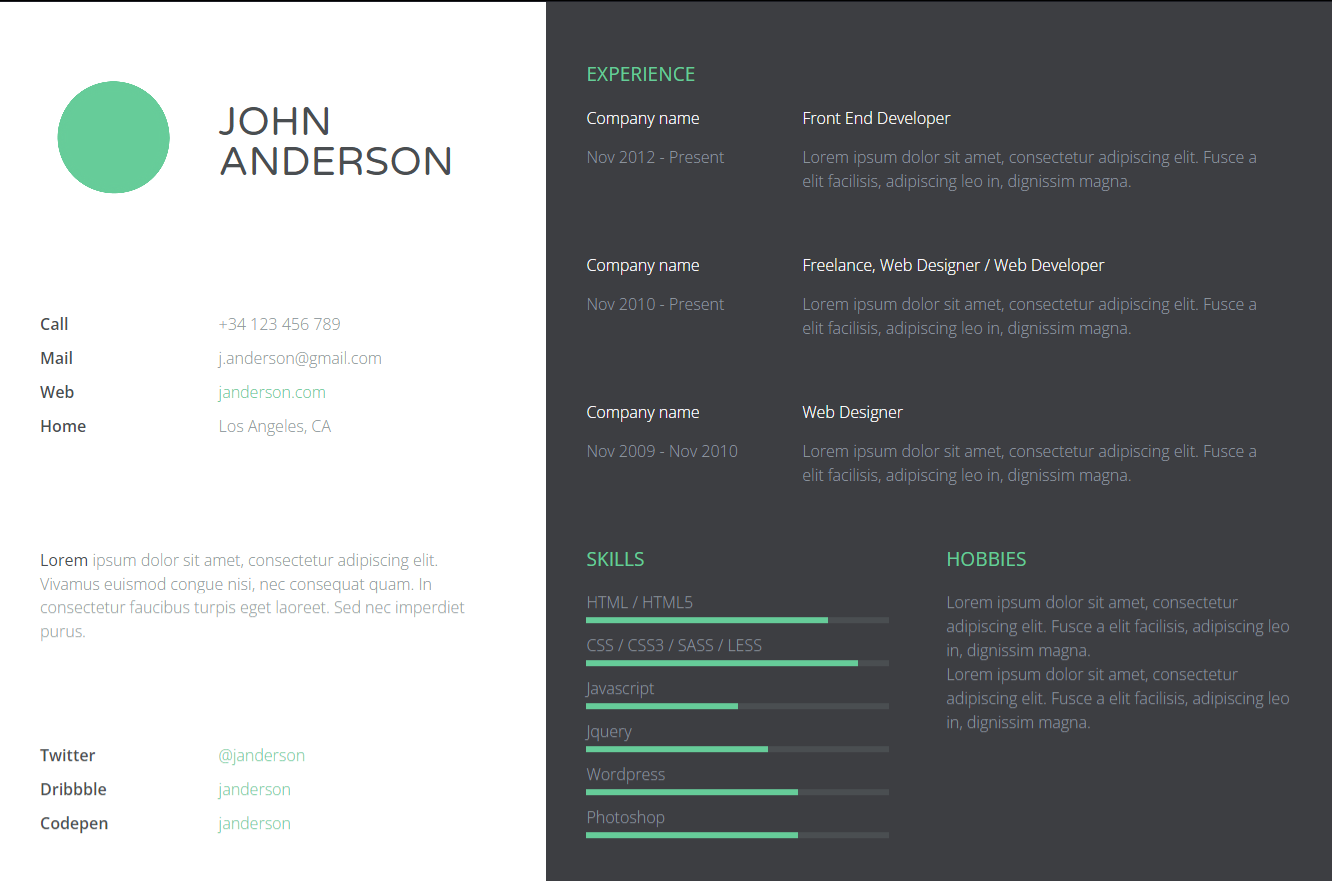 JOHN
ANDERSON
Call +34 123 456 789
Mail j.anderson@gmail.com
Web janderson.com
Home Los Angeles, CA
Lorem ipsum dolor sit amet, consectetur adipiscing elit.
Vivamus euismod congue nisi, nec consequat quam. In
consectetur faucibus turpis eget laoreet. Sed nec imperdiet
purus.
Twitter @janderson
Dribbble janderson
Codepen janderson
EXPERIENCE
Company name Front End Developer
Nov 2012 - Present Lorem ipsum dolor sit amet, consectetur adipiscing elit. Fusce a
elit facilisis, adipiscing leo in, dignissim magna.
Company name Freelance, Web Designer / Web Developer
Nov 2010 - Present Lorem ipsum dolor sit amet, consectetur adipiscing elit. Fusce a
elit facilisis, adipiscing leo in, dignissim magna.
Company name Web Designer
Nov 2009 - Nov 2010 Lorem ipsum dolor sit amet, consectetur adipiscing elit. Fusce a
elit facilisis, adipiscing leo in, dignissim magna.
SKILLS
HTML / HTML5
CSS / CSS3 / SASS / LESS
Javascript
Jquery
Wordpress
Photoshop
HOBBIES
Lorem ipsum dolor sit amet, consectetur
adipiscing elit. Fusce a elit facilisis, adipiscing leo
in, dignissim magna.
Lorem ipsum dolor sit amet, consectetur
adipiscing elit. Fusce a elit facilisis, adipiscing leo
in, dignissim magna.